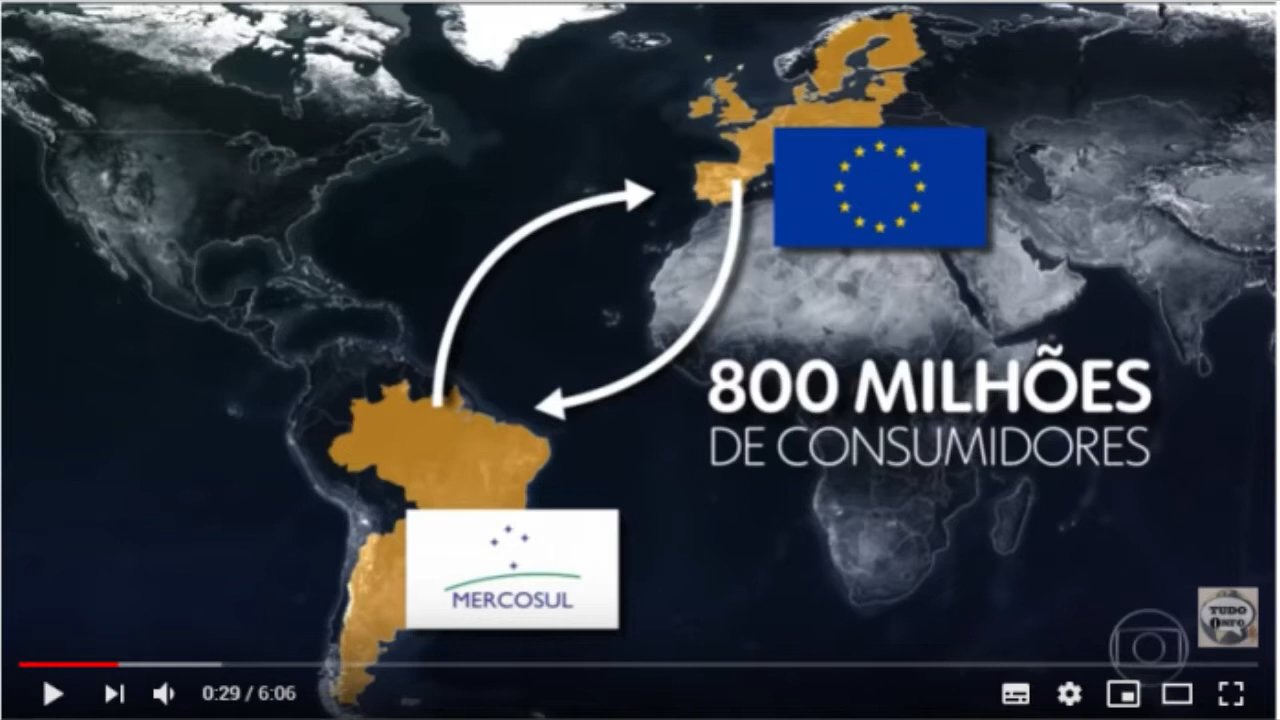 800 MILHÕES
DE CONSUMIDORES
MERCOSUL
TUDO
INFO
0:29 / 6:06